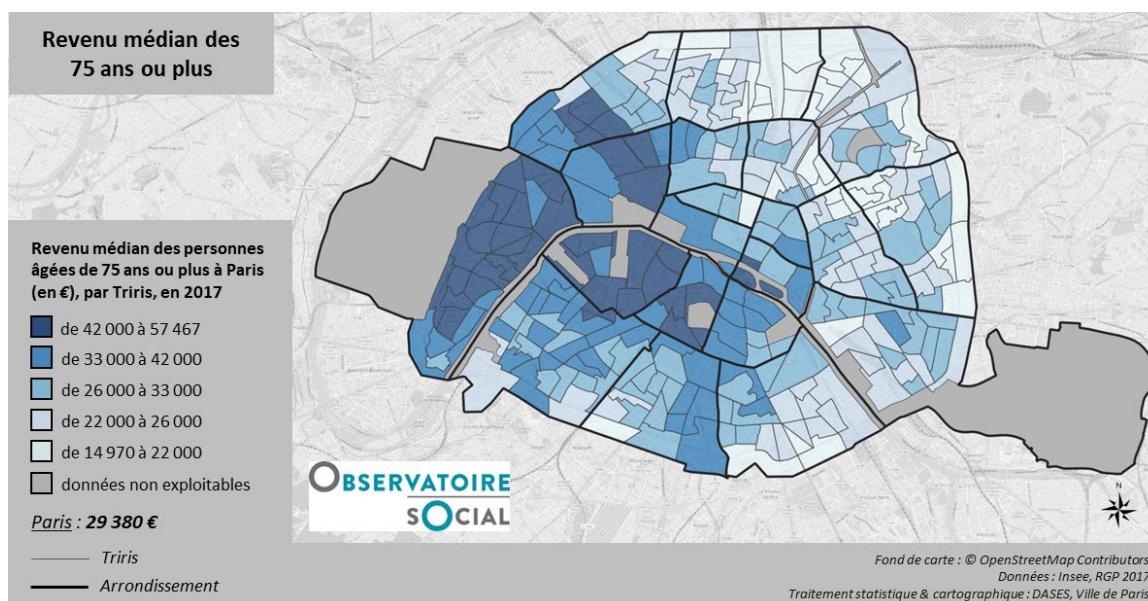 Revenu médian des
75 ans ou plus
Revenu médian des personnes
âgées de 75 ans ou plus à Paris
(en €), par Triris, en 2017
de 42 000 à 57 467
de 33 000 à 42 000
de 26 000 à 33 000
de 22 000 à 26 000
de 14 970 à 22 000
données non exploitables
Paris : 29 380 €
Triris
Arrondissement
OBSERVATOIRE
SOCIAL
N
Fond de carte : © OpenStreetMap Contributors
Données : Insee, RGP 2017
Traitement statistique & cartographique : DASES, Ville de Paris